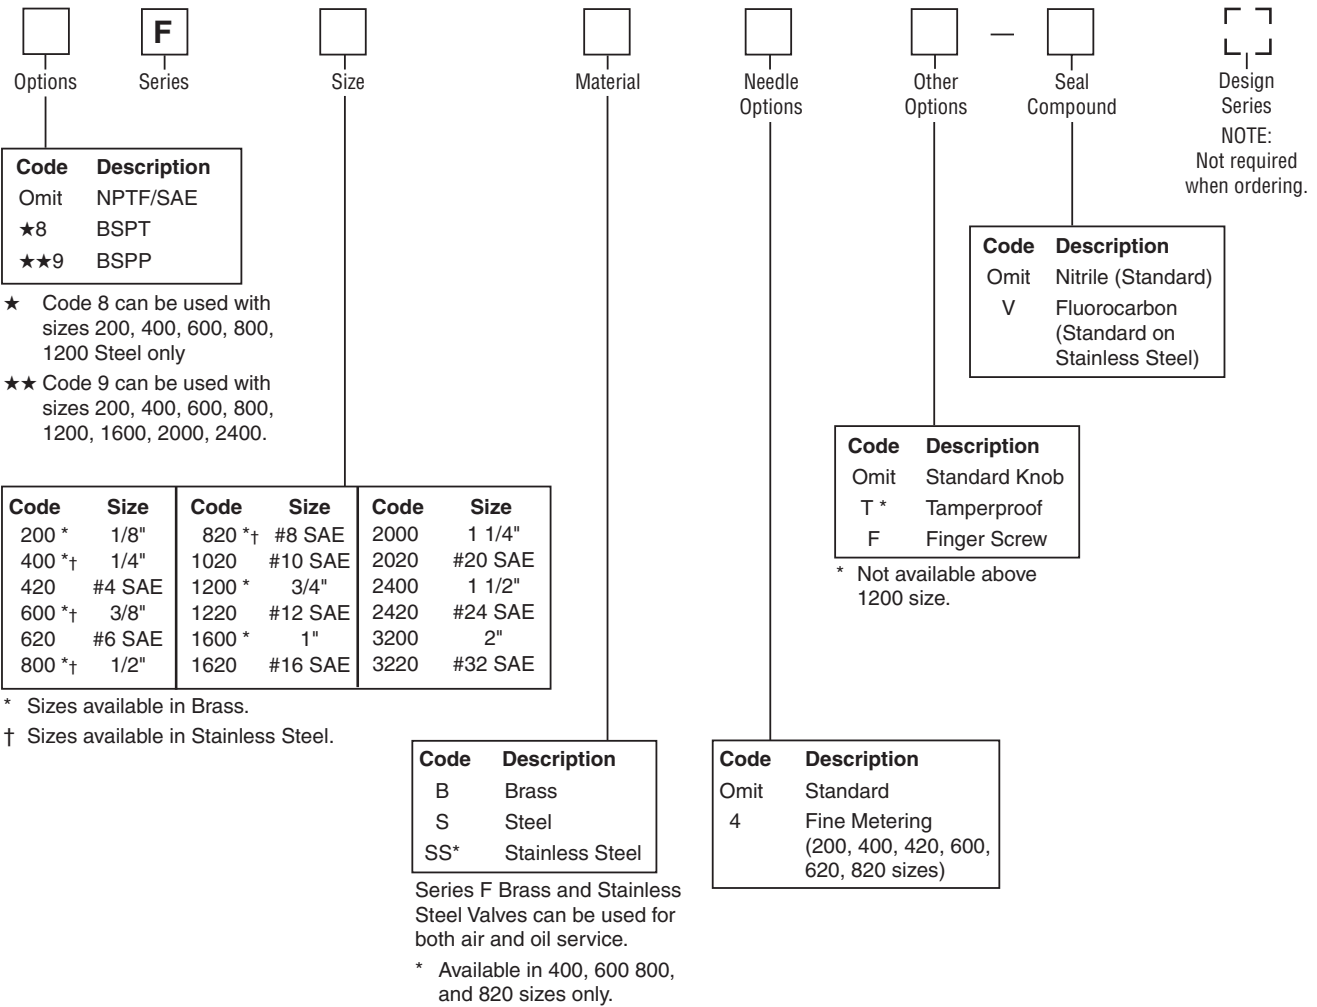 F
—
Options
Series
Size
Material
Needle
Options
Other
Options
Seal
Compound
Design
Series
NOTE:
Not required
when ordering.
Code Description
Omit NPTF/SAE
★8 BSPT
★★9 BSPP
★ Code 8 can be used with
sizes 200, 400, 600, 800,
1200 Steel only
★★ Code 9 can be used with
sizes 200, 400, 600, 800,
1200, 1600, 2000, 2400.
Code Description
Omit Nitrile (Standard)
V Fluorocarbon
(Standard on
Stainless Steel)
Code Description
Omit Standard Knob
T * Tamperproof
F Finger Screw
* Not available above
1200 size.
Code Size Code Size Code Size
200 * 1/8" 820 *† #8 SAE 2000 1 1/4"
400 *† 1/4" 1020 #10 SAE 2020 #20 SAE
420 #4 SAE 1200 * 3/4" 2400 1 1/2"
600 *† 3/8" 1220 #12 SAE 2420 #24 SAE
620 #6 SAE 1600 * 1" 3200 2"
800 *† 1/2" 1620 #16 SAE 3220 #32 SAE
* Sizes available in Brass.
† Sizes available in Stainless Steel.
Code Description
B Brass
S Steel
SS* Stainless Steel
Series F Brass and Stainless
Steel Valves can be used for
both air and oil service.
* Available in 400, 600 800,
and 820 sizes only.
Code Description
Omit Standard
4 Fine Metering
(200, 400, 420, 600,
620, 820 sizes)